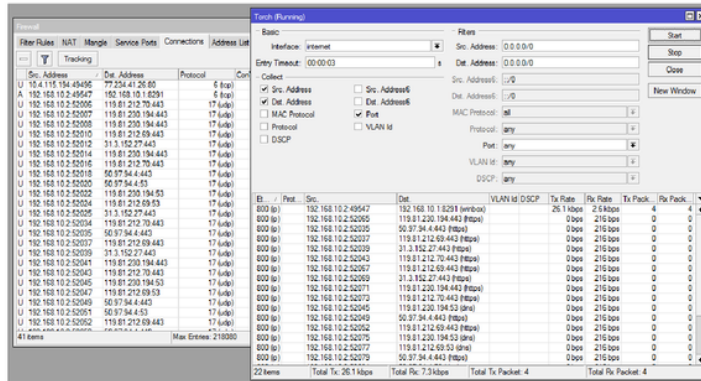 Firewall
Filter Rules NAT Mangle Service Ports Connections Address List
Tracking
Src. Address Dst. Address Protocol
U 10.4.115.194:49496 77.234.41.26:80 6 (tcp)
A 192.168.10.2:49547 192.168.10.1:8291 6 (tcp)
U 192.168.10.2:52006 119.81.212.70:443 17 (udp)
U 192.168.10.2:52007 119.81.230.194:443 17 (udp)
U 192.168.10.2:52008 119.81.230.194:443 17 (udp)
U 192.168.10.2:52010 119.81.212.69:443 17 (udp)
U 192.168.10.2:52012 31.3.152.27:443 17 (udp)
U 192.168.10.2:52014 119.81.230.194:443 17 (udp)
U 192.168.10.2:52016 119.81.212.70:443 17 (udp)
U 192.168.10.2:52018 50.97.94.4:443 17 (udp)
U 192.168.10.2:52020 50.97.94.4:53 17 (udp)
U 192.168.10.2:52022 119.81.230.194:53 17 (udp)
U 192.168.10.2:52024 119.81.212.69:53 17 (udp)
U 192.168.10.2:52025 31.3.152.27:443 17 (udp)
U 192.168.10.2:52034 119.81.212.70:443 17 (udp)
U 192.168.10.2:52035 50.97.94.4:443 17 (udp)
U 192.168.10.2:52037 119.81.212.69:443 17 (udp)
U 192.168.10.2:52039 31.3.152.27:443 17 (udp)
U 192.168.10.2:52041 119.81.230.194:443 17 (udp)
U 192.168.10.2:52043 119.81.212.70:443 17 (udp)
U 192.168.10.2:52045 119.81.230.194:53 17 (udp)
U 192.168.10.2:52047 119.81.212.69:53 17 (udp)
U 192.168.10.2:52049 50.97.94.4:443 17 (udp)
U 192.168.10.2:52051 50.97.94.4:53 17 (udp)
U 192.168.10.2:52052 119.81.212.69:443 17 (udp)
41 items Max Entries: 218080
Torch (Running)
Basic
Interface: internet
Entry Timeout: 00:00:03 s
Collect
Src. Address Src. Address6
Dst. Address Dst. Address6
MAC Protocol Port
Protocol VLAN Id
DSCP
Filters
Src. Address: 0.0.0.0/0
Dst. Address: 0.0.0.0/0
Src. Address6: ::/0
Dst. Address6: ::/0
MAC Protocol: all
Protocol: any
Port: any
VLAN Id: any
DSCP: any
Start
Stop
Close
New Window
Et... Prot... Src. Dst. VLAN Id DSCP Tx Rate Rx Rate Tx Pack... Rx Pack...
800 (ip) 192.168.10.2:49547 192.168.10.1:8291 (winbox) 26.1 kbps 2.6 kbps 4 4
800 (ip) 192.168.10.2:52065 119.81.230.194:443 (https) 0 bps 216 bps 0 0
800 (ip) 192.168.10.2:52035 50.97.94.4:443 (https) 0 bps 216 bps 0 0
800 (ip) 192.168.10.2:52037 119.81.212.69:443 (https) 0 bps 216 bps 0 0
800 (ip) 192.168.10.2:52039 31.3.152.27:443 (https) 0 bps 216 bps 0 0
800 (ip) 192.168.10.2:52043 119.81.212.70:443 (https) 0 bps 216 bps 0 0
800 (ip) 192.168.10.2:52067 119.81.212.69:443 (https) 0 bps 216 bps 0 0
800 (ip) 192.168.10.2:52069 31.3.152.27:443 (https) 0 bps 216 bps 0 0
800 (ip) 192.168.10.2:52071 119.81.230.194:443 (https) 0 bps 216 bps 0 0
800 (ip) 192.168.10.2:52073 119.81.212.70:443 (https) 0 bps 216 bps 0 0
800 (ip) 192.168.10.2:52045 119.81.230.194:53 (dns) 0 bps 216 bps 0 0
800 (ip) 192.168.10.2:52049 50.97.94.4:443 (https) 0 bps 216 bps 0 0
800 (ip) 192.168.10.2:52052 119.81.212.69:443 (https) 0 bps 216 bps 0 0
800 (ip) 192.168.10.2:52075 119.81.230.194:53 (dns) 0 bps 216 bps 0 0
800 (ip) 192.168.10.2:52077 119.81.212.69:53 (dns) 0 bps 216 bps 0 0
800 (ip) 192.168.10.2:52079 50.97.94.4:443 (https) 0 bps 216 bps 0 0
22 items Total Tx: 26.1 kbps Total Rx: 7.3 kbps Total Tx Packet: 4 Total Rx Packet: 4